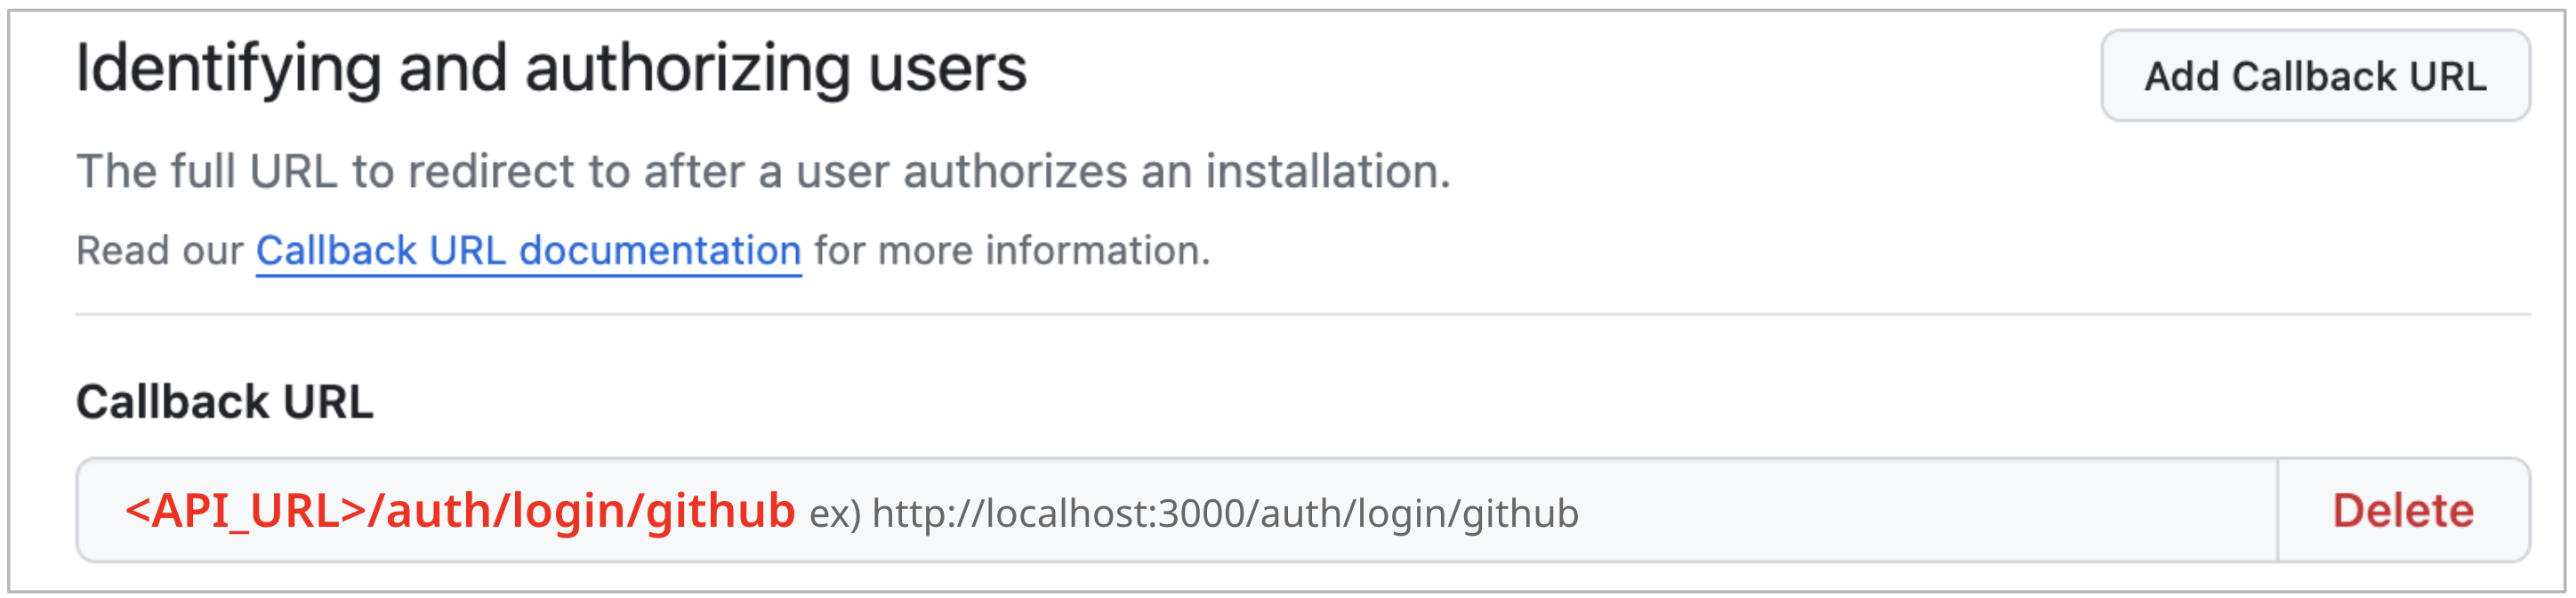 Identifying and authorizing users
Add Callback URL
The full URL to redirect to after a user authorizes an installation.
Read our Callback URL documentation for more information.
Callback URL
<API_URL>/auth/login/github ex) http://localhost:3000/auth/login/github
Delete